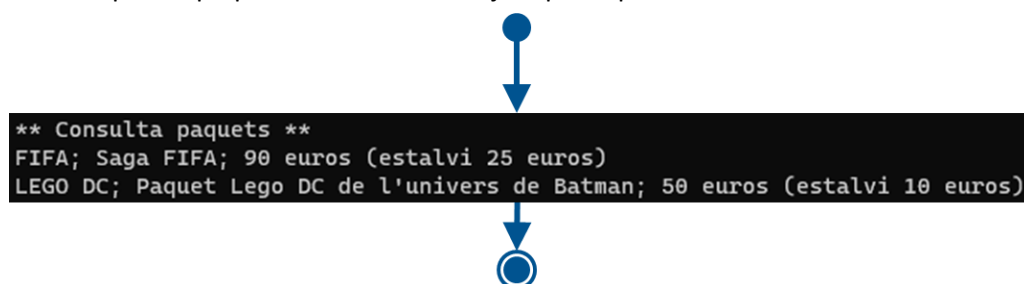 ** Consulta paquets **
FIFA; Saga FIFA; 90 euros (estalvi 25 euros)
LEGO DC; Paquet Lego DC de l'univers de Batman; 50 euros (estalvi 10 euros)